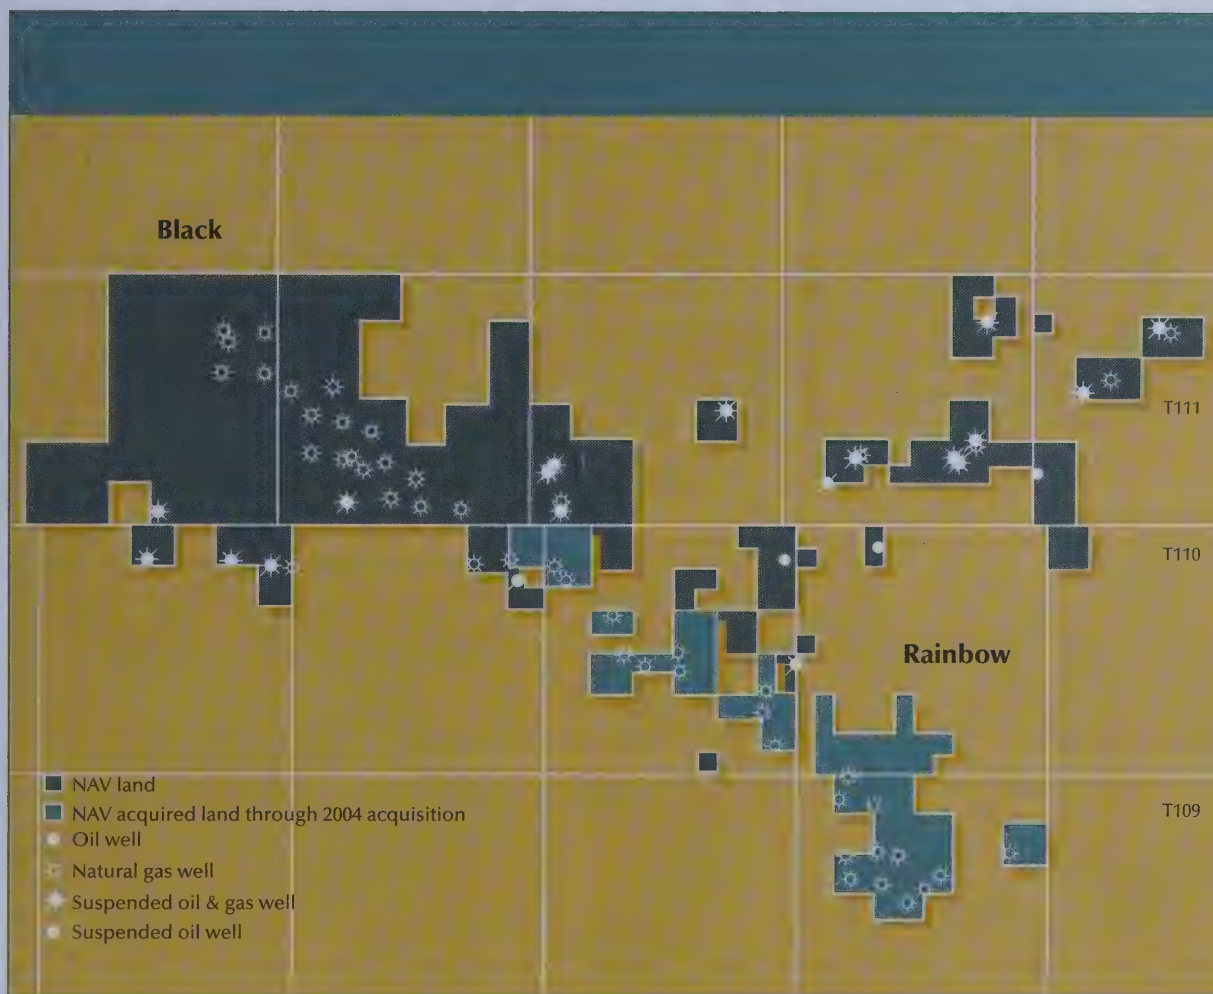 Black
T111
T110
Rainbow
NAV land
NAV acquired land through 2004 acquisition
Oil well
Natural gas well
Suspended oil & gas well
Suspended oil well
T109